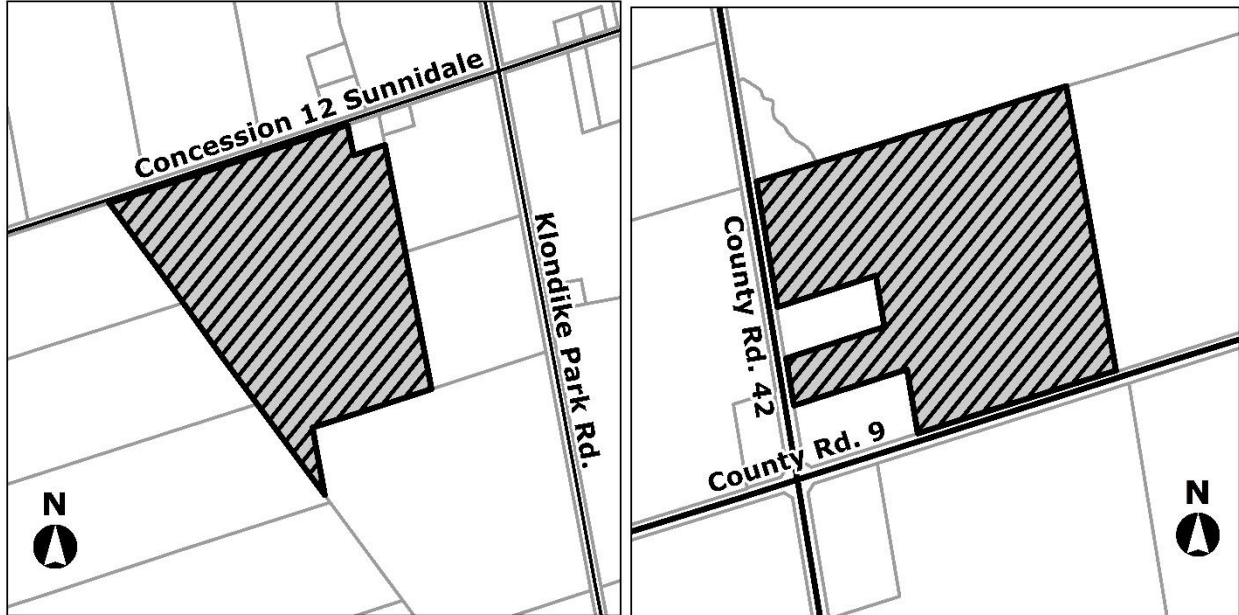 Concession 12 Sunnidale
Klondike Park Rd.
N
County Rd. 42
County Rd. 9
N